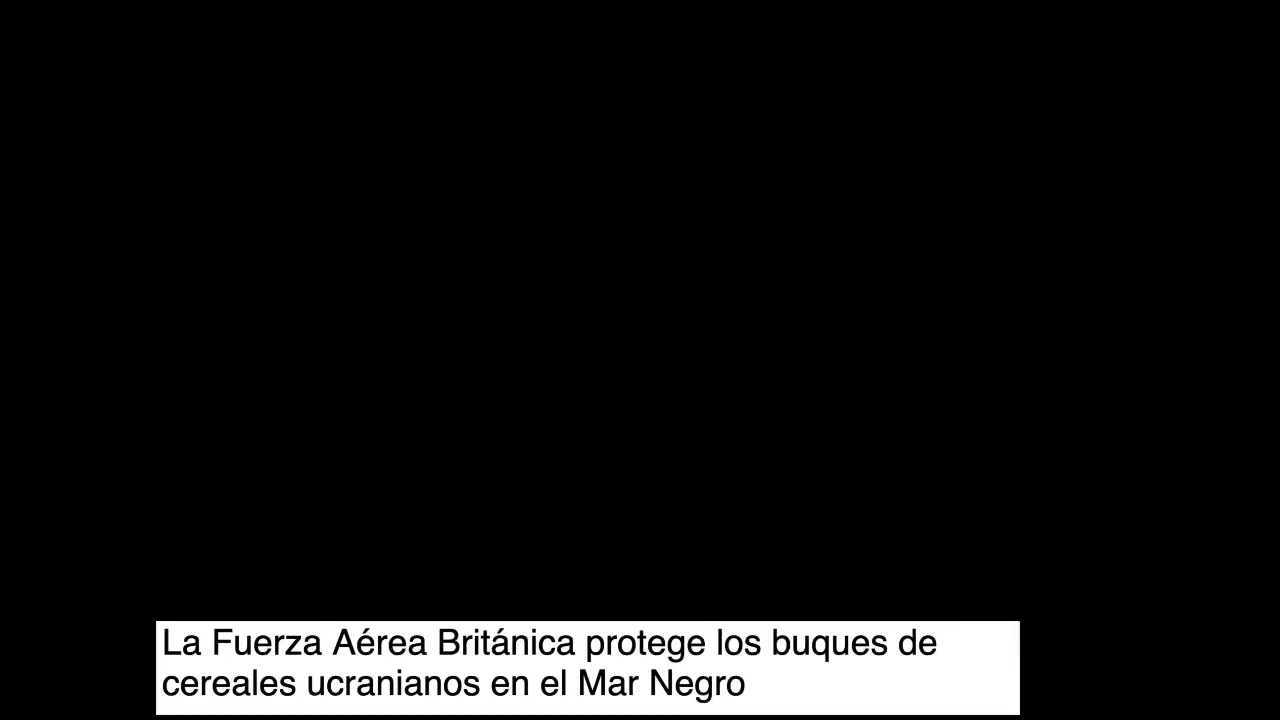 La Fuerza Aérea Británica protege los buques de
cereales ucranianos en el Mar Negro